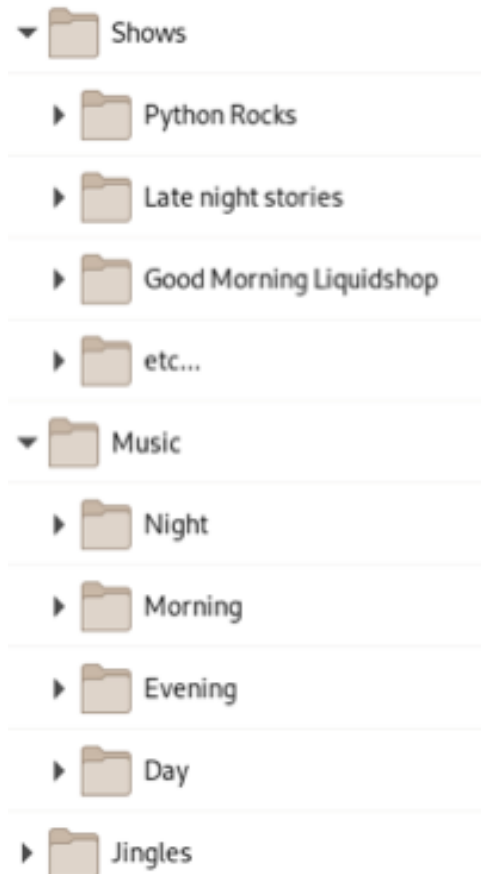 Shows
Python Rocks
Late night stories
Good Morning Liquidshop
etc...
Music
Night
Morning
Evening
Day
Jingles